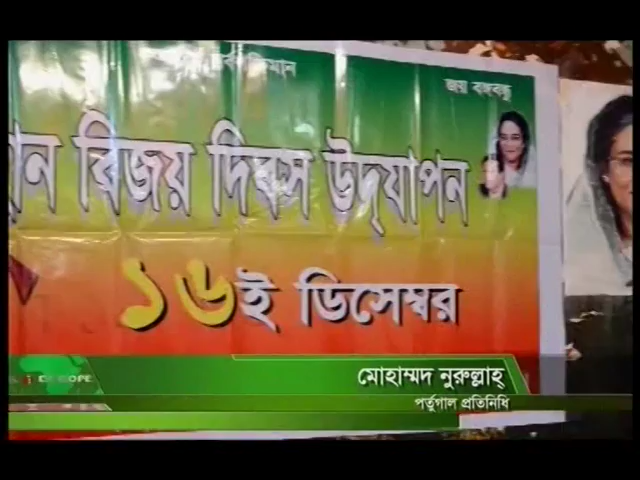 জয় বঙ্গবন্ধু
বিজয় দিবস উদ্‌যাপন
১৬ই ডিসেম্বর
মোহাম্মদ নুরুল্লাহ্
পর্তুগাল প্রতিনিধি